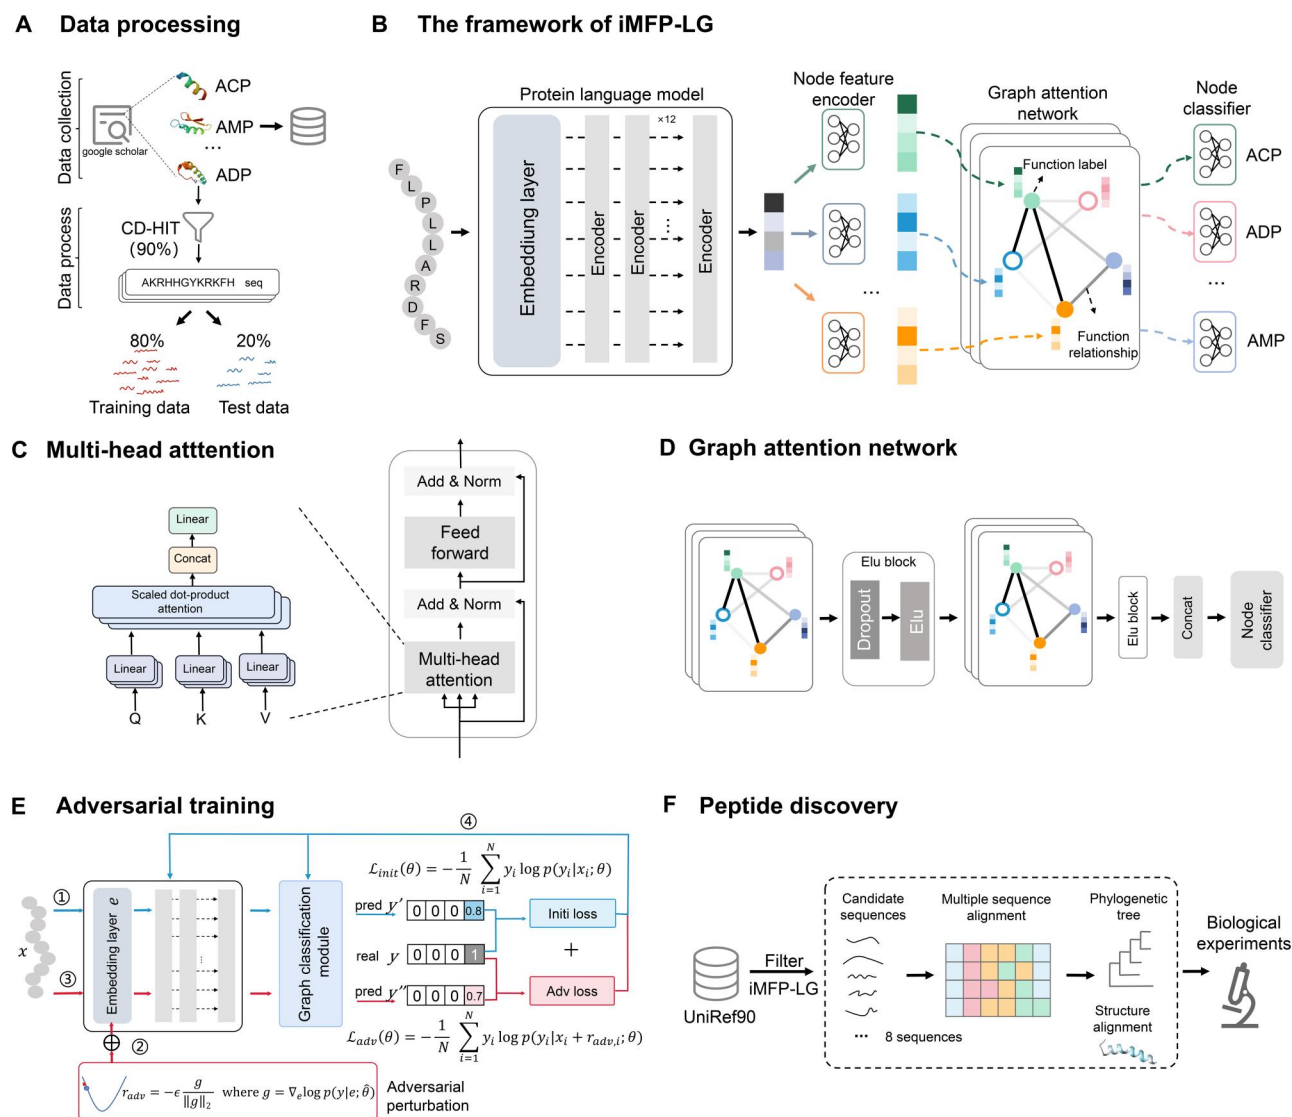 A Data processing
Data collection
google scholar
ACP
AMP
...
ADP
Data process
CD-HIT
(90%)
AKRHHGYKRKFH seq
80%
20%
Training data
Test data
B The framework of iMFP-LG
F
L
P
L
L
A
R
D
F
S
Protein language model
Embeddiung layer
Encoder
Encoder
×12
...
Encoder
Node feature
encoder
...
Graph attention
network
Function label
Function
relationship
Node
classifier
ACP
ADP
...
AMP
C Multi-head atttention
Linear
Concat
Scaled dot-product
attention
Linear
Linear
Linear
Q
K
V
Add & Norm
Feed
forward
Add & Norm
Multi-head
attention
D Graph attention network
Elu block
Dropout
Elu
Elu block
Concat
Node
classifier
E Adversarial training
①
③
x
Embedding layer e
②
④
Graph classification
module
ℒinit(θ) = − 1/N ∑_{i=1}^{N} yi log p(yi|xi; θ)
pred y′ 0 0 0 0.8
real y 0 0 0 1
pred y″ 0 0 0 0.7
Initi loss
+
Adv loss
ℒadv(θ) = − 1/N ∑_{i=1}^{N} yi log p(yi|xi + radv,i; θ)
radv = −ϵ g/‖g‖2 where g = ∇e log p(y|e; θ̂)
Adversarial
perturbation
F Peptide discovery
UniRef90
Filter
iMFP-LG
Candidate
sequences
... 8 sequences
Multiple sequence
alignment
Phylogenetic
tree
Structure
alignment
Biological
experiments